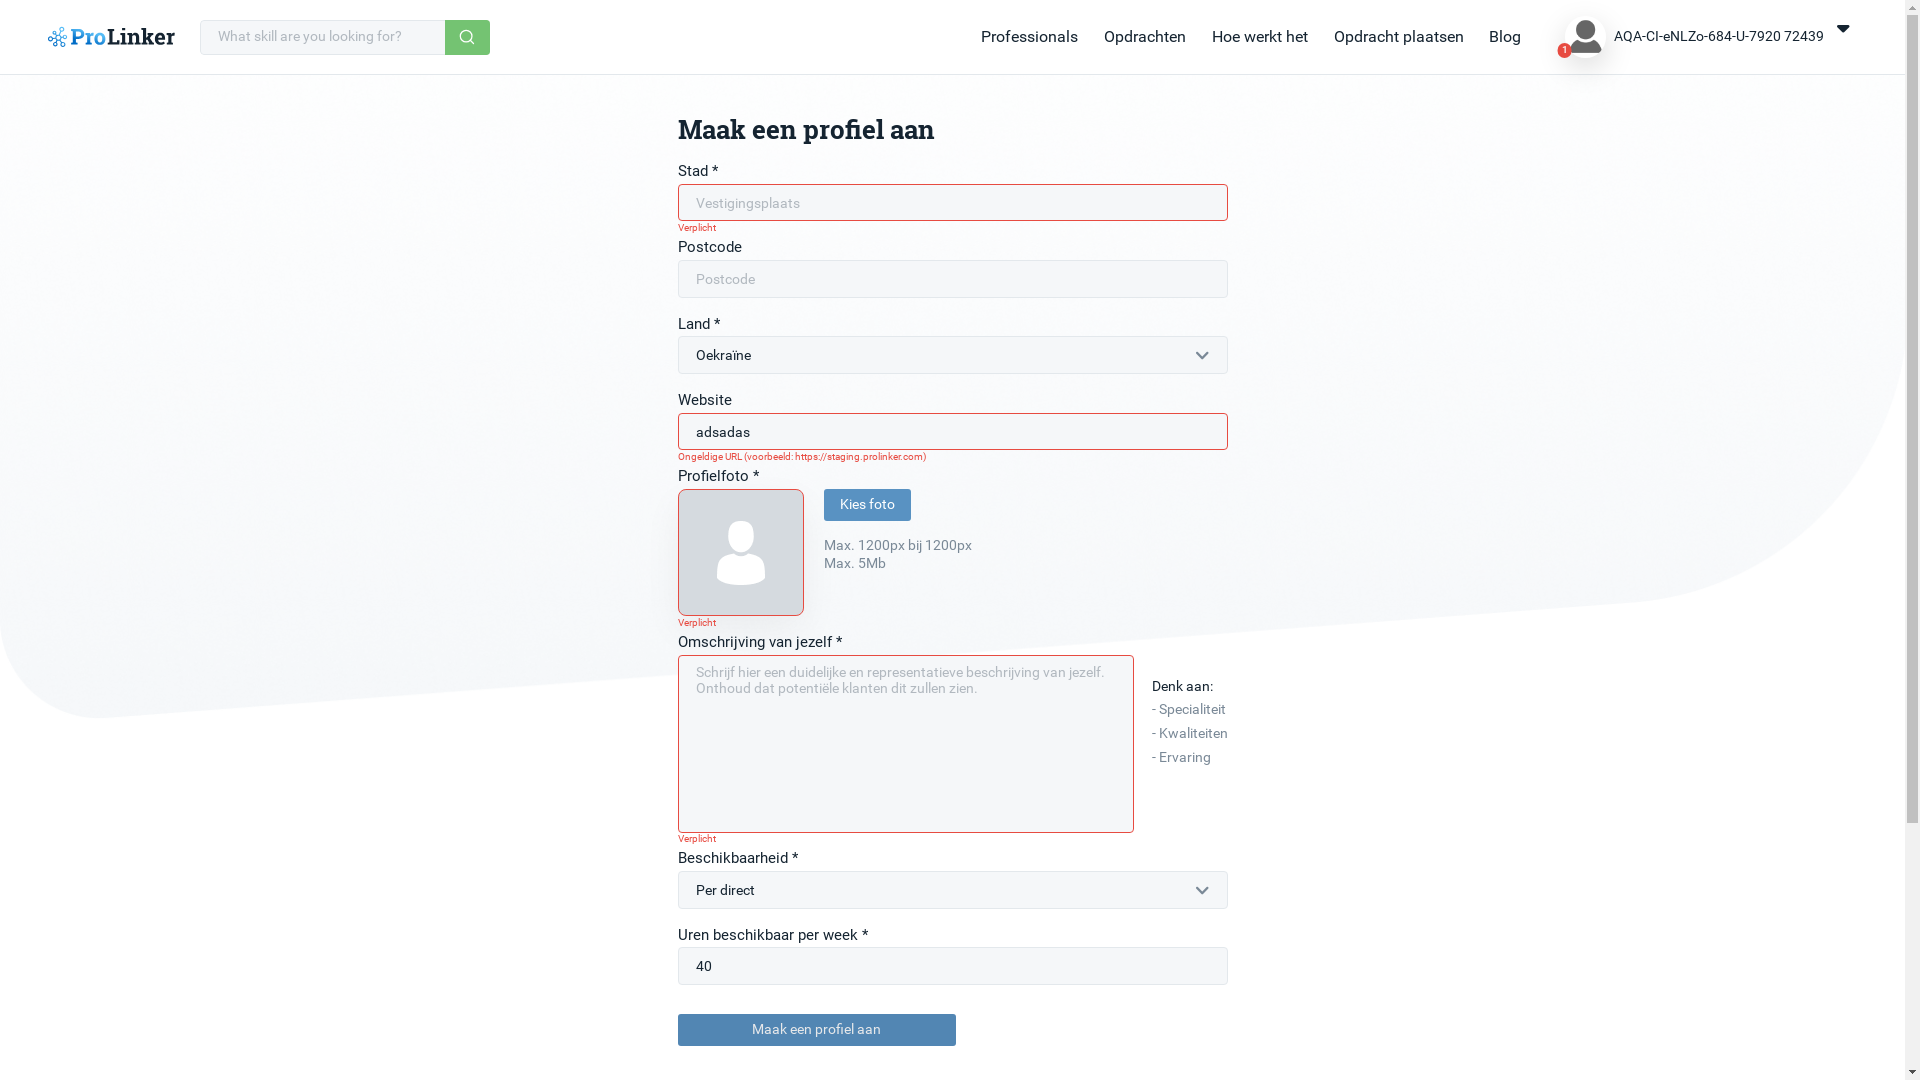 ProLinker
What skill are you looking for?
Professionals
Opdrachten
Hoe werkt het
Opdracht plaatsen
Blog
1
AQA-CI-eNLZo-684-U-7920 72439
Maak een profiel aan
Stad *
Vestigingsplaats
Verplicht
Postcode
Postcode
Land *
Oekraïne
Website
adsadas
Ongeldige URL (voorbeeld: https://staging.prolinker.com)
Profielfoto *
Kies foto
Max. 1200px bij 1200px
Max. 5Mb
Verplicht
Omschrijving van jezelf *
Schrijf hier een duidelijke en representatieve beschrijving van jezelf.
Onthoud dat potentiële klanten dit zullen zien.
Denk aan:
- Specialiteit
- Kwaliteiten
- Ervaring
Verplicht
Beschikbaarheid *
Per direct
Uren beschikbaar per week *
40
Maak een profiel aan